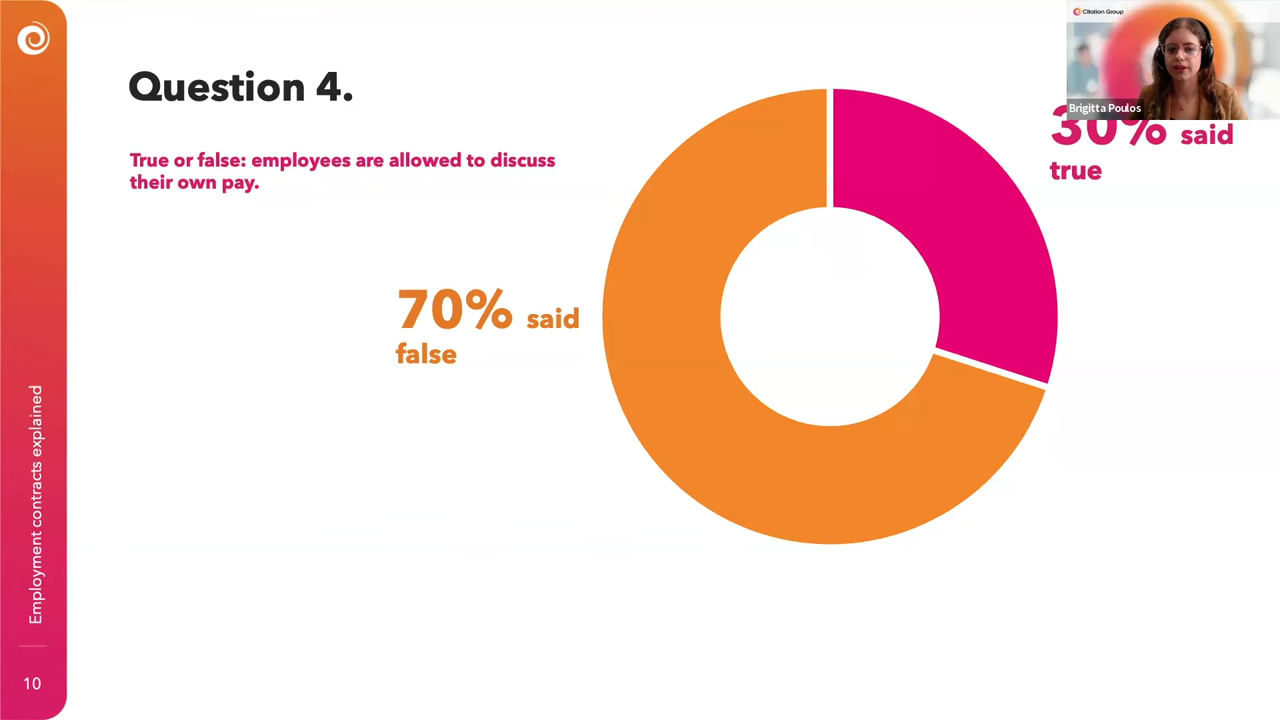 Question 4.
True or false: employees are allowed to discuss
their own pay.
70% said
false
30% said
true
Citation Group
Brigitta Poulos
Employment contracts explained
10